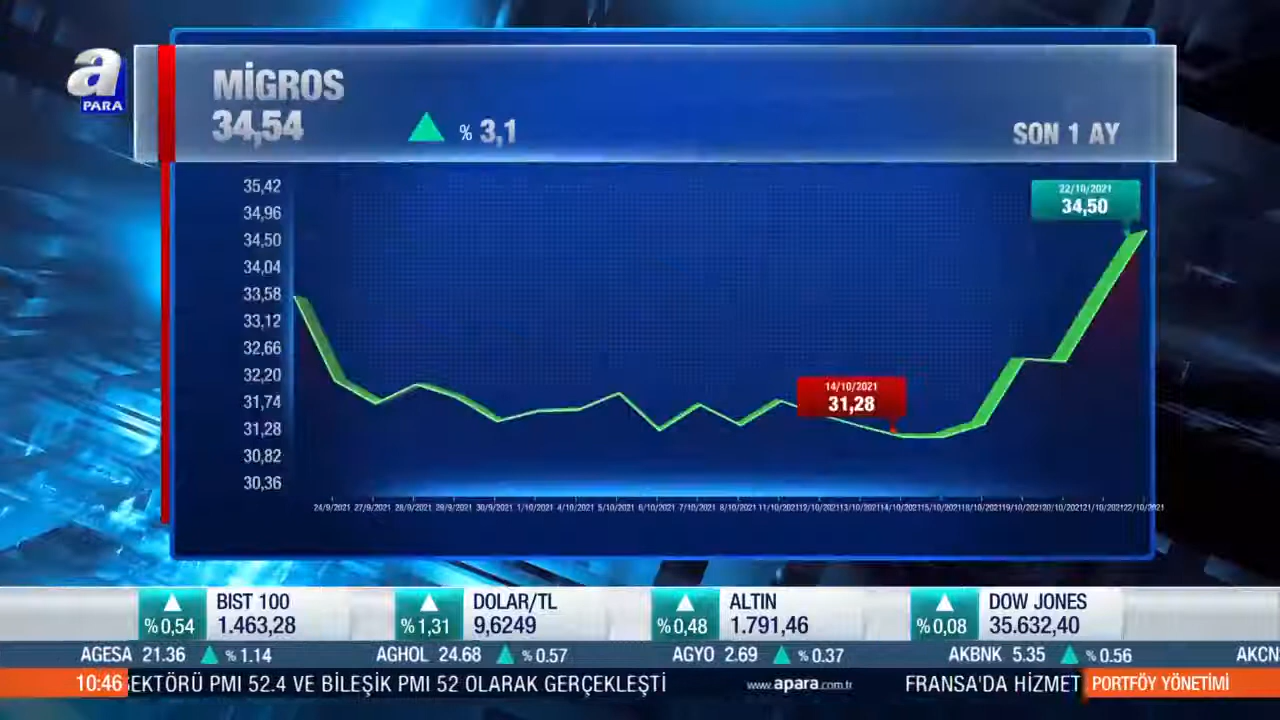 a
PARA
MİGROS
34,54
% 3,1
SON 1 AY
35,42
34,96
34,50
34,04
33,58
33,12
32,66
32,20
31,74
31,28
30,82
30,36
22/10/2021
34,50
14/10/2021
31,28
24/9/2021 27/9/2021 28/9/2021 29/9/2021 30/9/2021 1/10/2021 4/10/2021 5/10/2021 6/10/2021 7/10/2021 8/10/2021 11/10/2021 12/10/2021 13/10/2021 14/10/2021 15/10/2021 18/10/2021 19/10/2021 20/10/2021 21/10/2021 22/10/2021
% 0,54 BIST 100 1.463,28
% 1,31 DOLAR/TL 9,6249
% 0,48 ALTIN 1.791,46
% 0,08 DOW JONES 35.632,40
AGESA 21.36 % 1.14 AGHOL 24.68 % 0.57 AGYO 2.69 % 0.37 AKBNK 5.35 % 0.56 AKCN
10:46 EKTÖRÜ PMI 52.4 VE BİLEŞİK PMI 52 OLARAK GERÇEKLEŞTİ www.apara.com.tr FRANSA'DA HİZMET PORTFÖY YÖNETİMİ